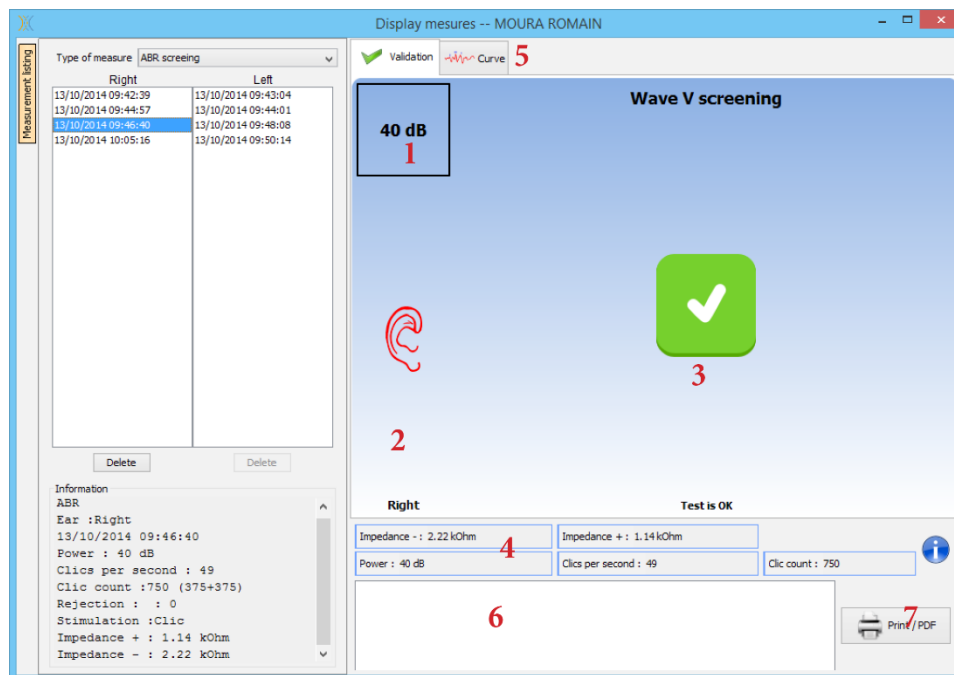 Display mesures -- MOURA ROMAIN
Measurement listing
Type of measure ABR screeing
Right Left
13/10/2014 09:42:39 13/10/2014 09:43:04
13/10/2014 09:44:57 13/10/2014 09:44:01
13/10/2014 09:46:40 13/10/2014 09:48:08
13/10/2014 10:05:16 13/10/2014 09:50:14
Delete Delete
Information
ABR
Ear :Right
13/10/2014 09:46:40
Power : 40 dB
Clics per second : 49
Clic count :750 (375+375)
Rejection :  : 0
Stimulation :Clic
Impedance + : 1.14 kOhm
Impedance - : 2.22 kOhm
Validation Curve 5
Wave V screening
40 dB
1
3
2
Right Test is OK
Impedance - : 2.22 kOhm Impedance + : 1.14 kOhm
4
Power : 40 dB Clics per second : 49 Clic count : 750
6
7
Print / PDF